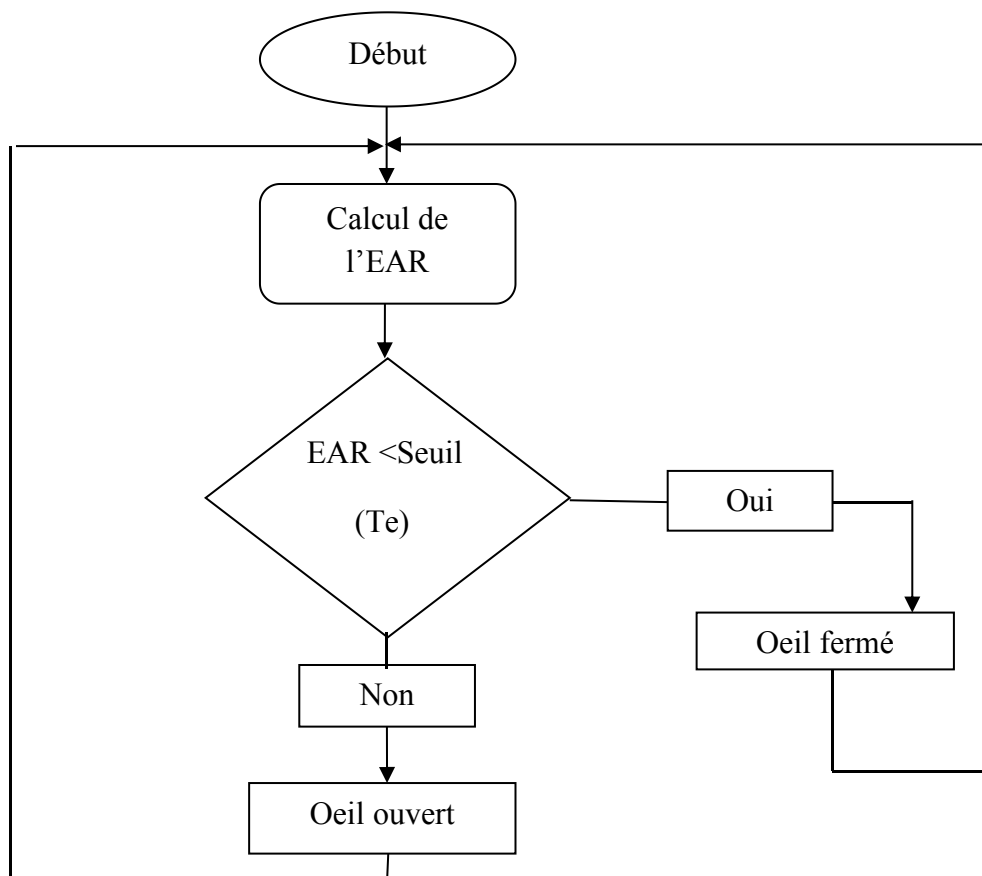 Début
Calcul de
l’EAR
EAR <Seuil
(Te)
Oui
Oeil fermé
Non
Oeil ouvert